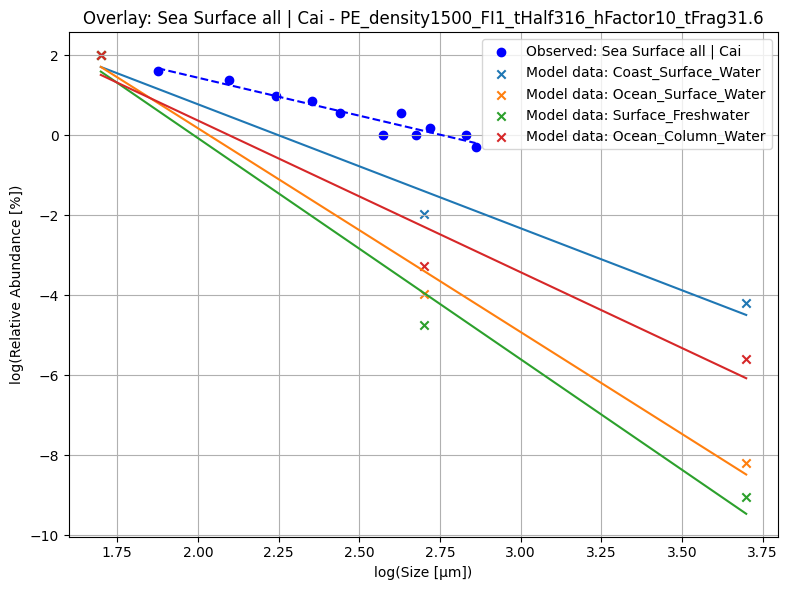 Overlay: Sea Surface all | Cai - PE_density1500_FI1_tHalf316_hFactor10_tFrag31.6
Observed: Sea Surface all | Cai
Model data: Coast_Surface_Water
Model data: Ocean_Surface_Water
Model data: Surface_Freshwater
Model data: Ocean_Column_Water
log(Relative Abundance [%])
2
0
−2
−4
−6
−8
−10
1.75
2.00
2.25
2.50
2.75
3.00
3.25
3.50
3.75
log(Size [µm])